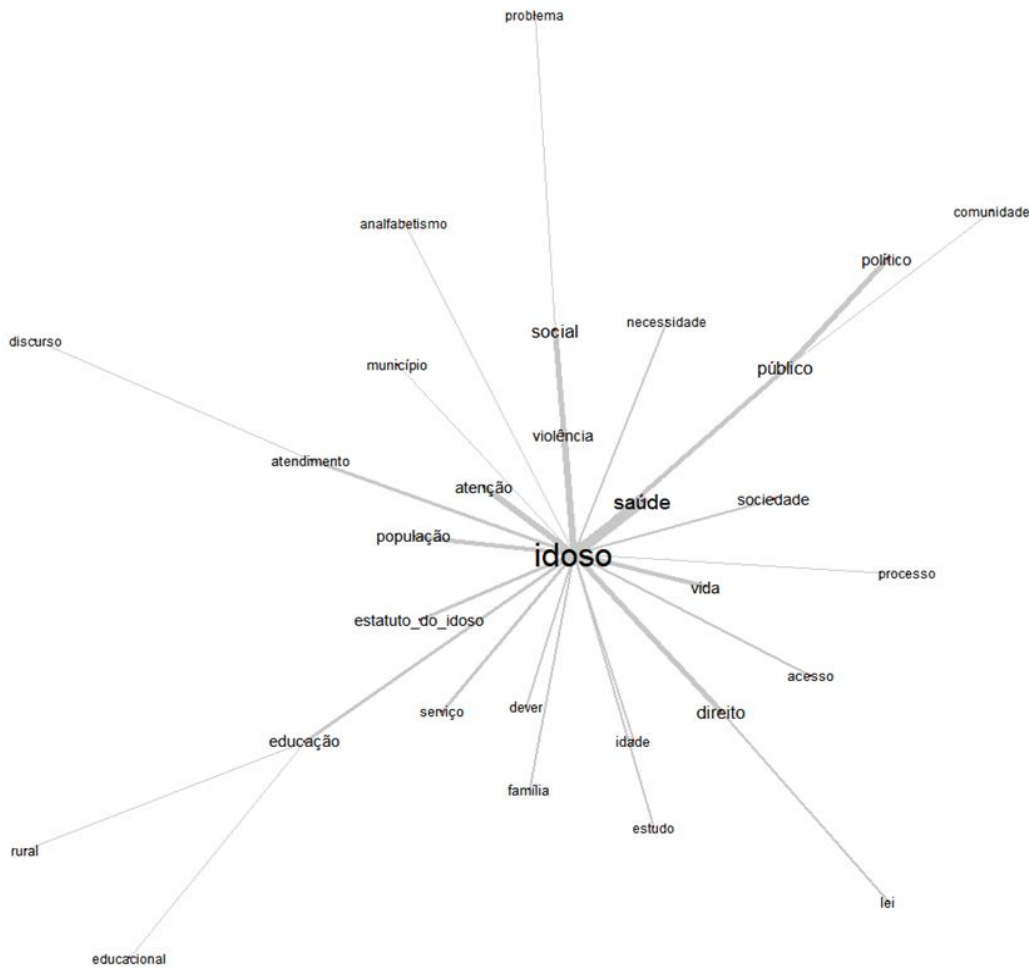 problema
comunidade
analfabetismo
político
necessidade
social
discurso
município
público
violência
atendimento
atenção
saúde
sociedade
população
idoso
processo
vida
estatuto_do_idoso
acesso
dever
serviço
direito
educação
idade
família
estudo
rural
lei
educacional